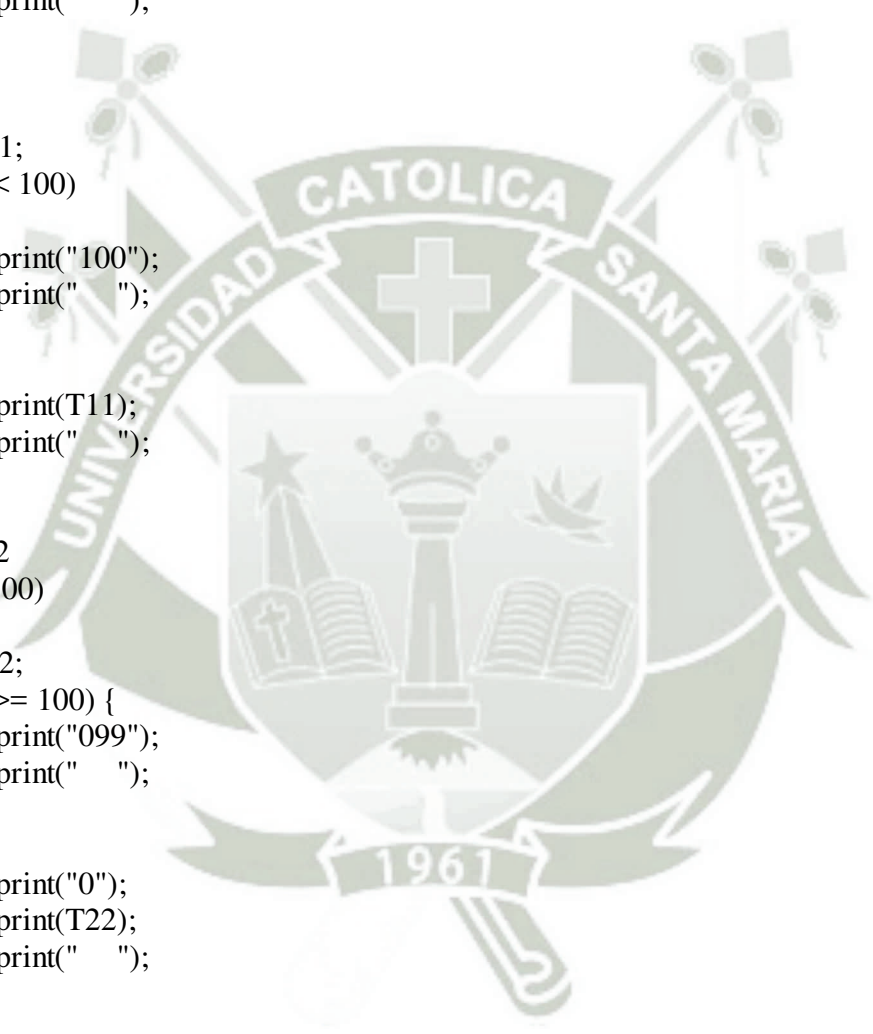 print("     ");
1;
< 100)
print("100");
print("     ");
print(T11);
print("     ");
2
00)
2;
>= 100) {
print("099");
print("     ");
print("0");
print(T22);
print("     ");
UNIVERSIDAD CATOLICA SANTA MARIA
1961